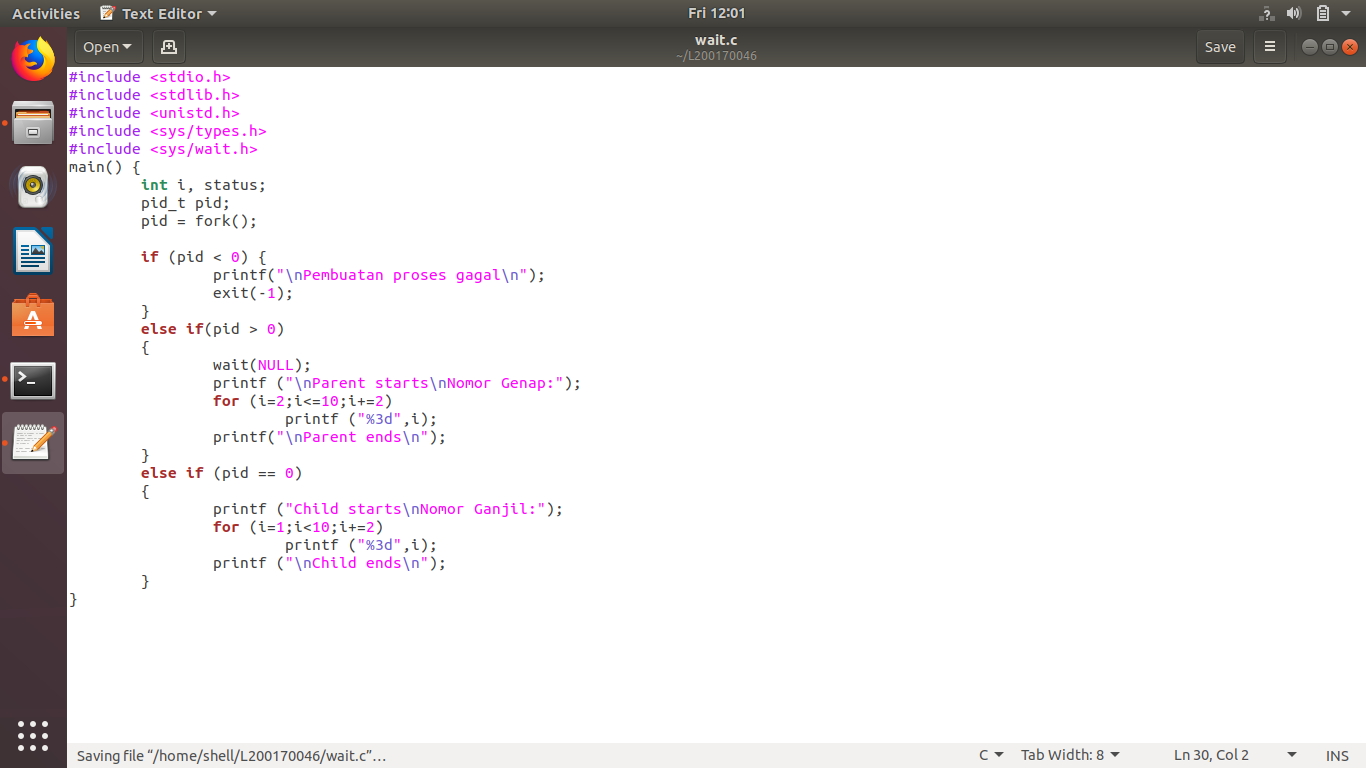 Activities Text Editor Fri 12:01
Open wait.c Save
~/L200170046
#include <stdio.h>
#include <stdlib.h>
#include <unistd.h>
#include <sys/types.h>
#include <sys/wait.h>
main() {
        int i, status;
        pid_t pid;
        pid = fork();

        if (pid < 0) {
                printf("\nPembuatan proses gagal\n");
                exit(-1);
        }
        else if(pid > 0)
        {
                wait(NULL);
                printf ("\nParent starts\nNomor Genap:");
                for (i=2;i<=10;i+=2)
                        printf ("%3d",i);
                printf("\nParent ends\n");
        }
        else if (pid == 0)
        {
                printf ("Child starts\nNomor Ganjil:");
                for (i=1;i<10;i+=2)
                        printf ("%3d",i);
                printf ("\nChild ends\n");
        }
}
Saving file “/home/shell/L200170046/wait.c”… C Tab Width: 8 Ln 30, Col 2 INS